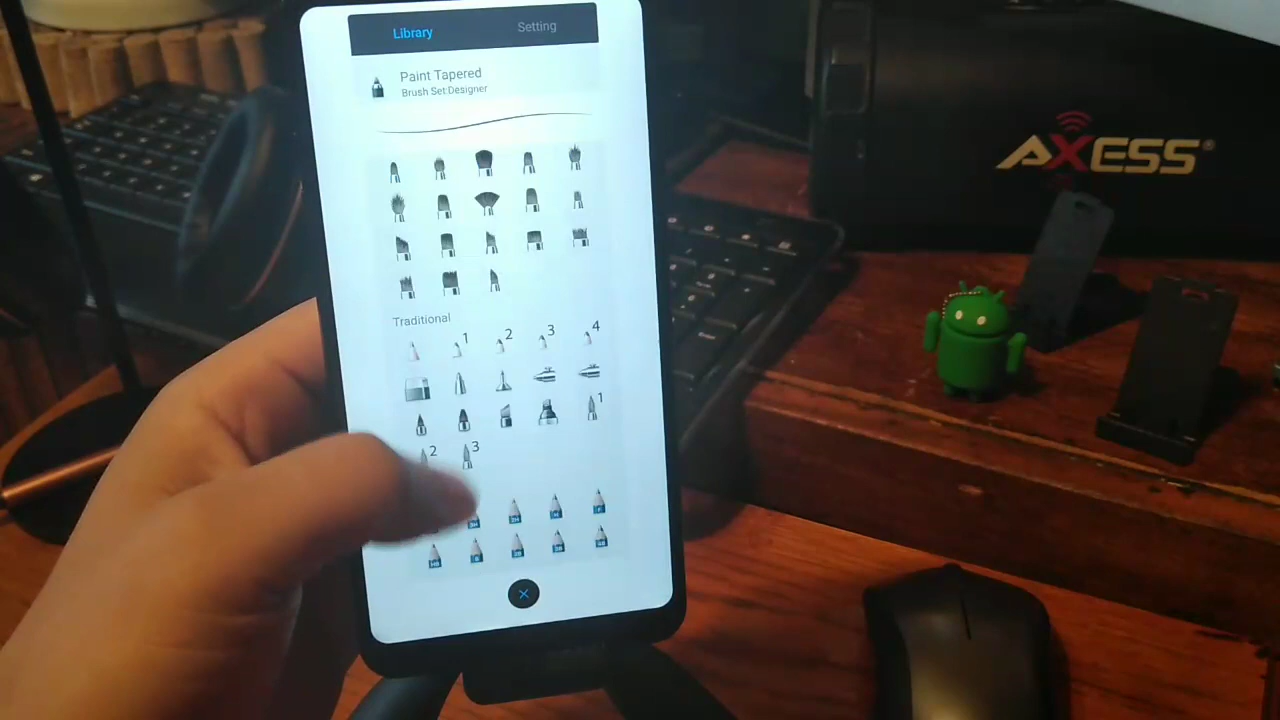 Library Setting
Paint Tapered
Brush Set:Designer
AXESS®
Traditional
1 2 3 4
1
2 3